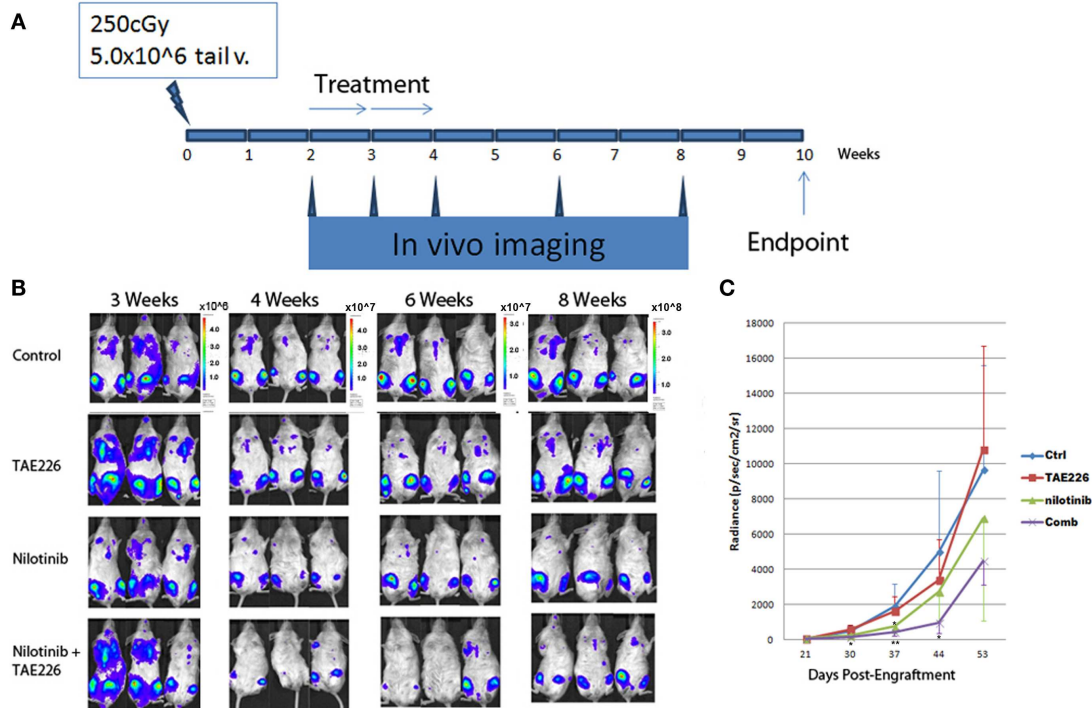 A
250cGy
5.0x10^6 tail v.
Treatment
0 1 2 3 4 6 7 8 9 10 Weeks
In vivo imaging
Endpoint
B
3 Weeks
4 Weeks
6 Weeks
8 Weeks
x10^6
x10^7
x10^7
x10^8
4.0
3.0
2.0
1.0
4.0
3.0
2.0
1.0
3.0
2.0
1.0
3.0
2.0
1.0
Control
TAE226
Nilotinib
Nilotinib +
TAE226
C
18000
16000
14000
12000
10000
8000
6000
4000
2000
0
Radiance (p/sec/cm2/sr)
* ** * *
21 30 37 44 53
Days Post-Engraftment
Ctrl
TAE226
nilotinib
Comb